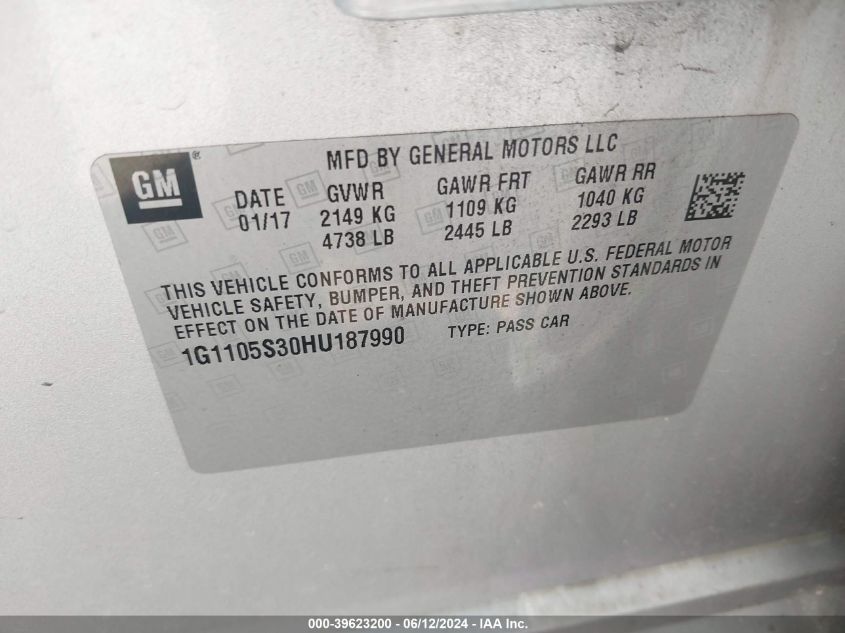 GM®
MFD BY GENERAL MOTORS LLC
DATE GVWR GAWR FRT GAWR RR
01/17 2149 KG 1109 KG 1040 KG
4738 LB 2445 LB 2293 LB
THIS VEHICLE CONFORMS TO ALL APPLICABLE U.S. FEDERAL MOTOR
VEHICLE SAFETY, BUMPER, AND THEFT PREVENTION STANDARDS IN
EFFECT ON THE DATE OF MANUFACTURE SHOWN ABOVE.
1G1105S30HU187990 TYPE: PASS CAR
000-39623200 - 06/12/2024 - IAA Inc.